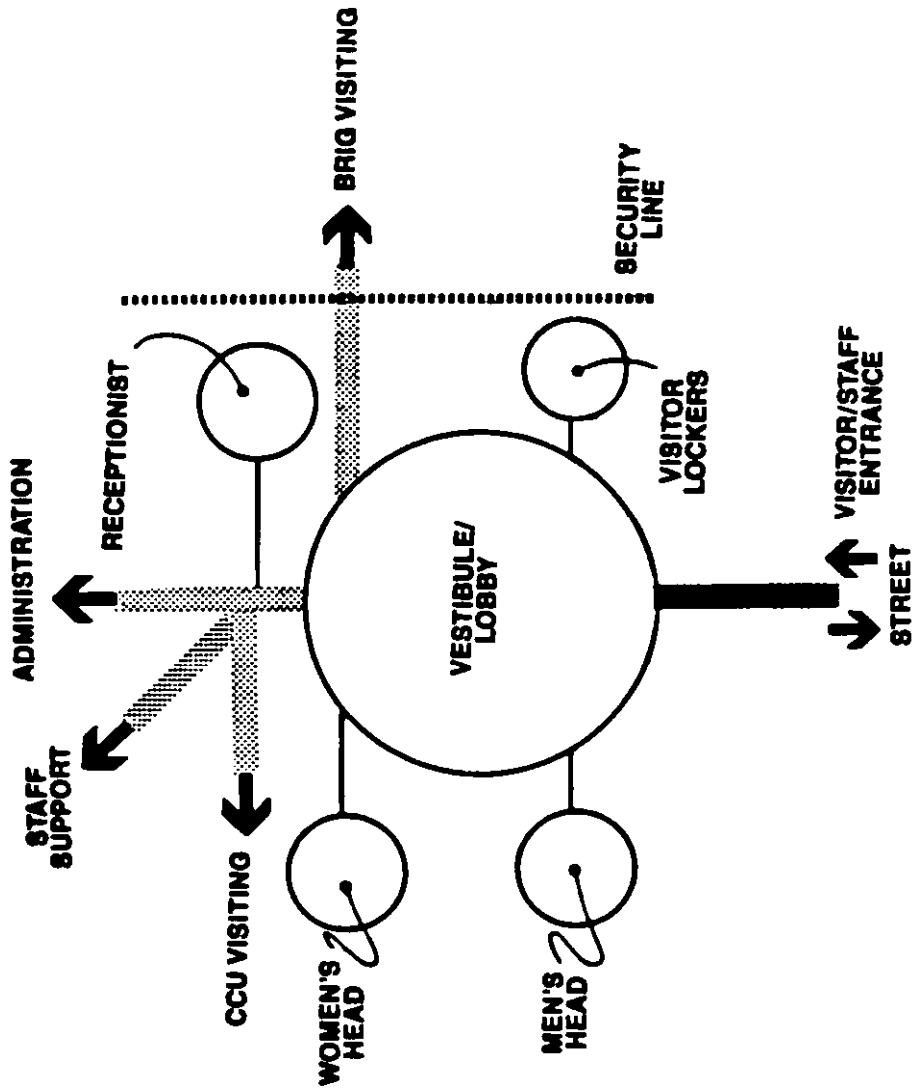 STAFF
SUPPORT
ADMINISTRATION
RECEPTIONIST
BRIG VISITING
CCU VISITING
WOMEN'S
HEAD
MEN'S
HEAD
VESTIBULE/
LOBBY
VISITOR
LOCKERS
SECURITY
LINE
STREET
VISITOR/STAFF
ENTRANCE